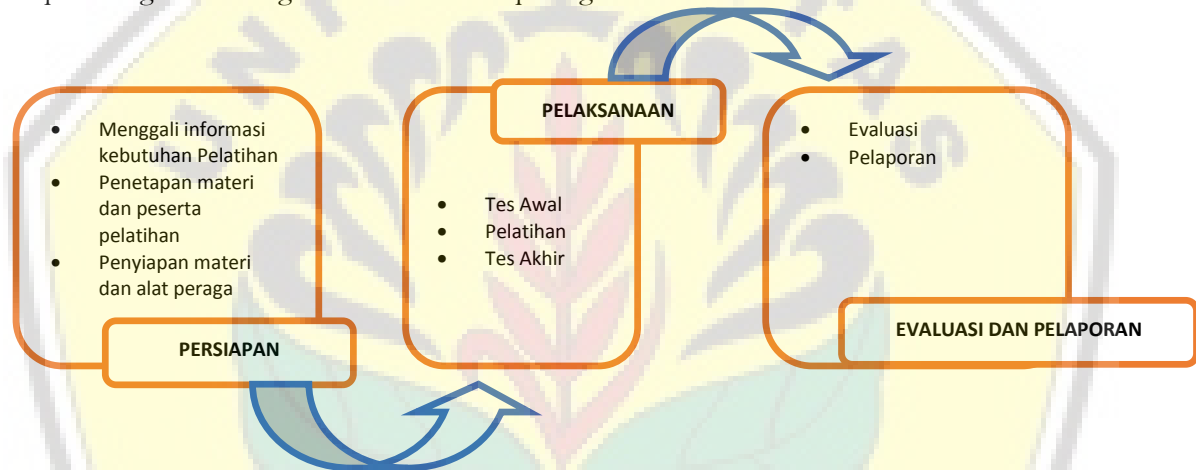 • Menggali informasi
kebutuhan Pelatihan
• Penetapan materi
dan peserta
pelatihan
• Penyiapan materi
dan alat peraga
PERSIAPAN
PELAKSANAAN
• Tes Awal
• Pelatihan
• Tes Akhir
• Evaluasi
• Pelaporan
EVALUASI DAN PELAPORAN